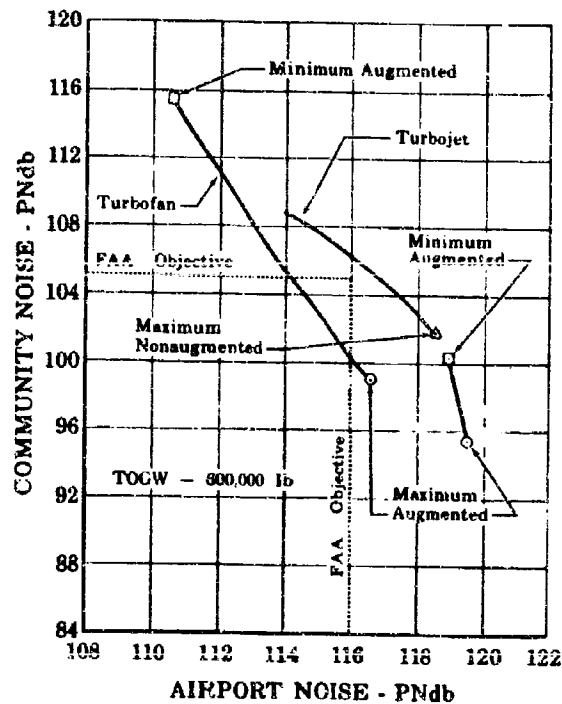 120
116
112
108
104
100
96
92
88
84
COMMUNITY NOISE - PNdb
Minimum Augmented
Turbojet
Turbofan
Minimum
Augmented
FAA Objective
Maximum
Nonaugmented
TOGW - 800,000 lb
FAA Objective
Maximum
Augmented
108
110
112
114
116
118
120
122
AIRPORT NOISE - PNdb